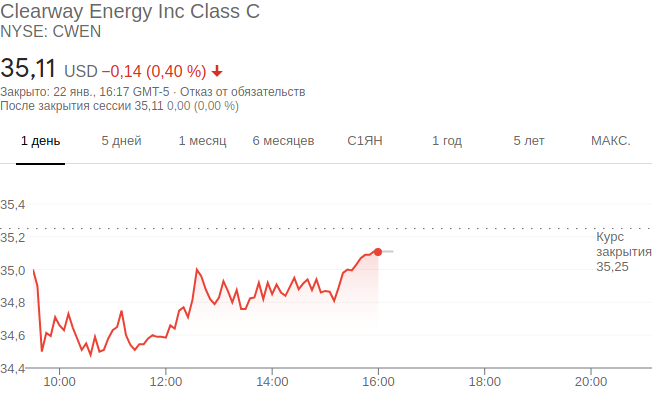 Clearway Energy Inc Class C
NYSE: CWEN
35,11 USD −0,14 (0,40 %)
Закрыто: 22 янв., 16:17 GMT-5 · Отказ от обязательств
После закрытия сессии 35,11 0,00 (0,00 %)
1 день 5 дней 1 месяц 6 месяцев С1ЯН 1 год 5 лет МАКС.
35,4
35,2
35,0
34,8
34,6
34,4
Курс
закрытия
35,25
10:00 12:00 14:00 16:00 18:00 20:00